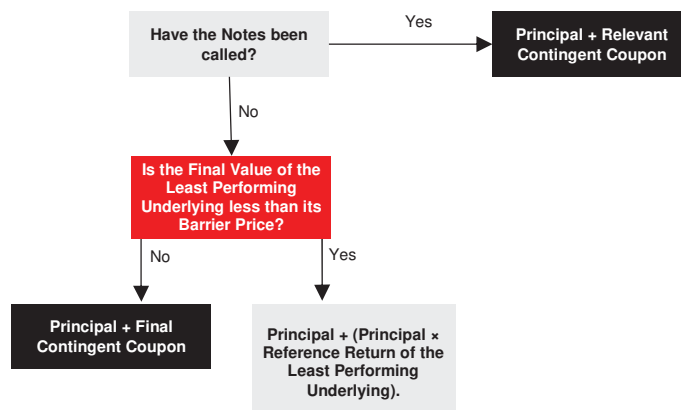 Have the Notes been
called?
Yes
Principal + Relevant
Contingent Coupon
No
Is the Final Value of the
Least Performing
Underlying less than its
Barrier Price?
No
Yes
Principal + Final
Contingent Coupon
Principal + (Principal ×
Reference Return of the
Least Performing
Underlying).